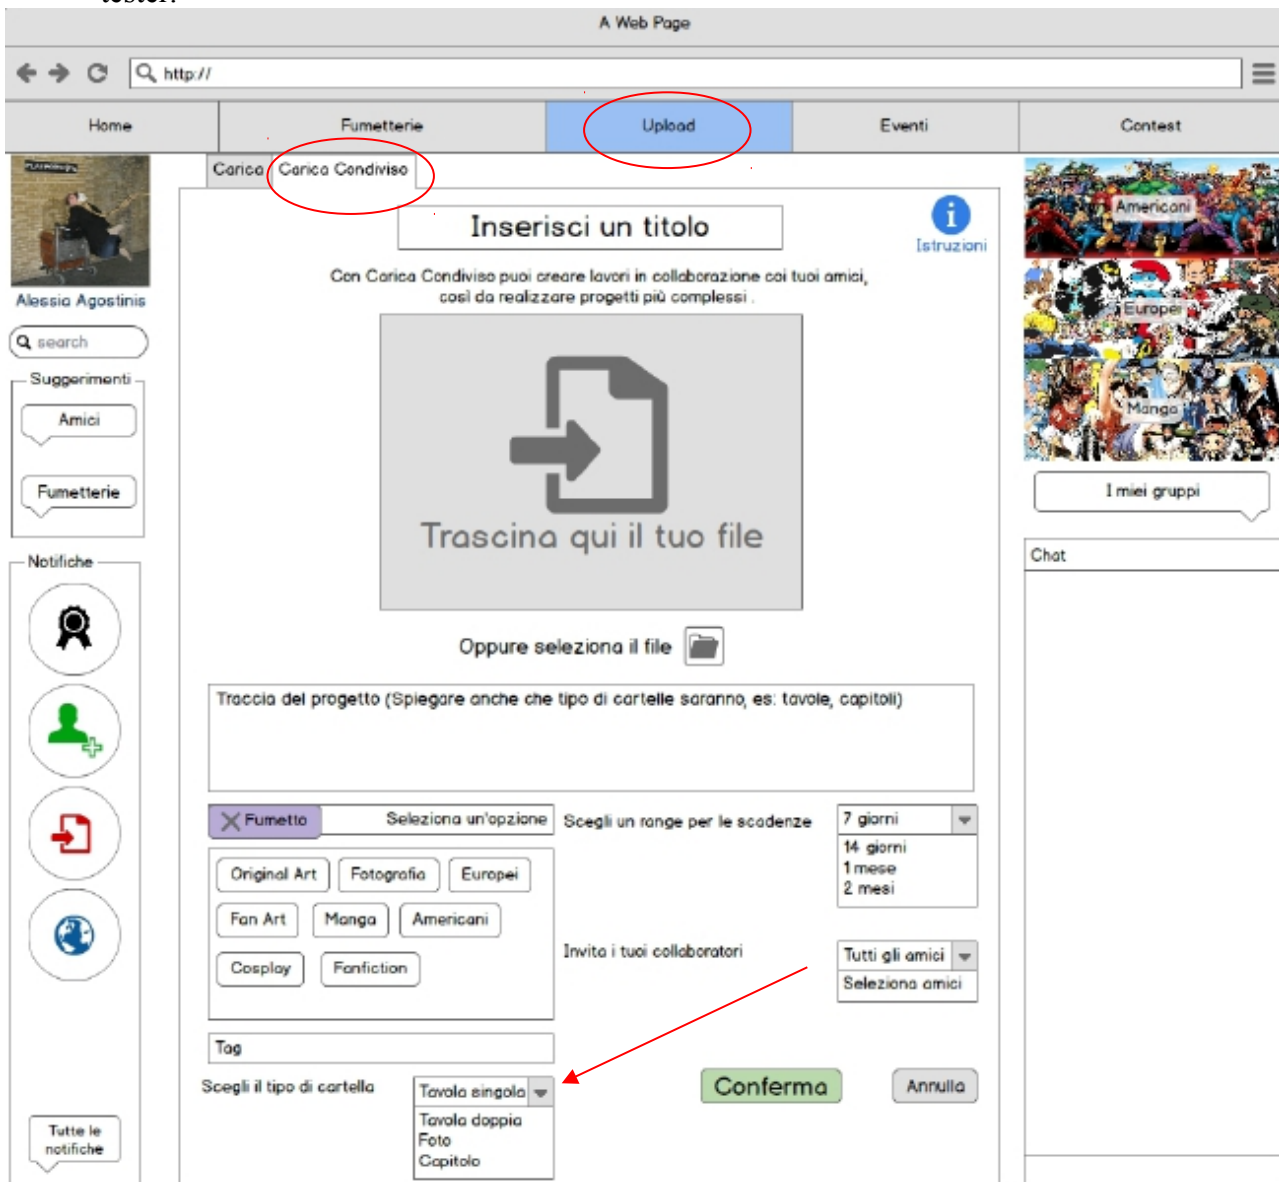 tester.
A Web Page
http://
Home
Fumetterie
Upload
Eventi
Contest
Alessia Agostinis
search
Suggerimenti
Amici
Fumetterie
Notifiche
Tutte le
notifiche
Carica
Carica Condiviso
Inserisci un titolo
Istruzioni
Con Carica Condiviso puoi creare lavori in collaborazione coi tuoi amici,
così da realizzare progetti più complessi .
Trascina qui il tuo file
Oppure seleziona il file
Traccia del progetto (Spiegare anche che tipo di cartelle saranno, es: tavole, capitoli)
Fumetto
Seleziona un'opzione
Original Art
Fotografia
Europei
Fan Art
Manga
Americani
Cosplay
Fanfiction
Tag
Scegli il tipo di cartella
Tavola singola
Tavola doppia
Foto
Capitolo
Scegli un range per le scadenze
7 giorni
14 giorni
1 mese
2 mesi
Invita i tuoi collaboratori
Tutti gli amici
Seleziona amici
Conferma
Annulla
Americani
Europei
Manga
I miei gruppi
Chat